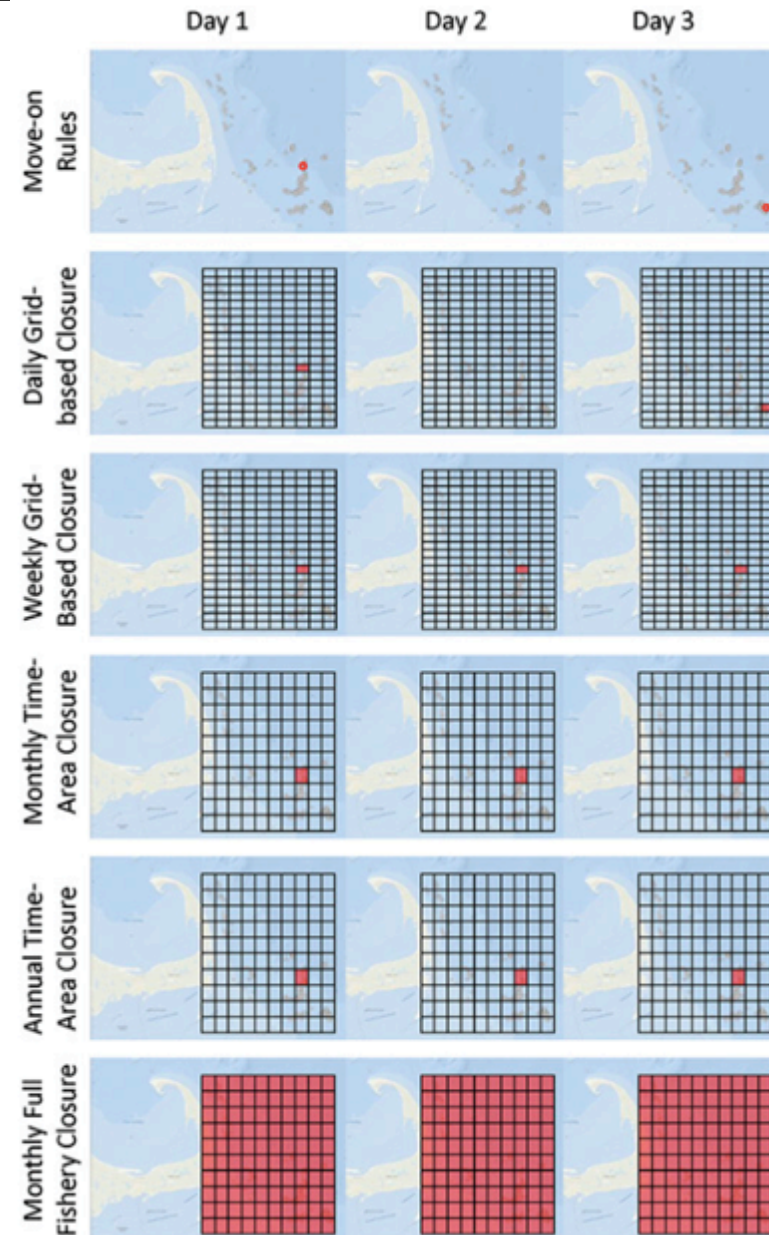 Day 1 Day 2 Day 3
Move-on
Rules
Daily Grid-
based Closure
Weekly Grid-
Based Closure
Monthly Time-
Area Closure
Annual Time-
Area Closure
Monthly Full
Fishery Closure